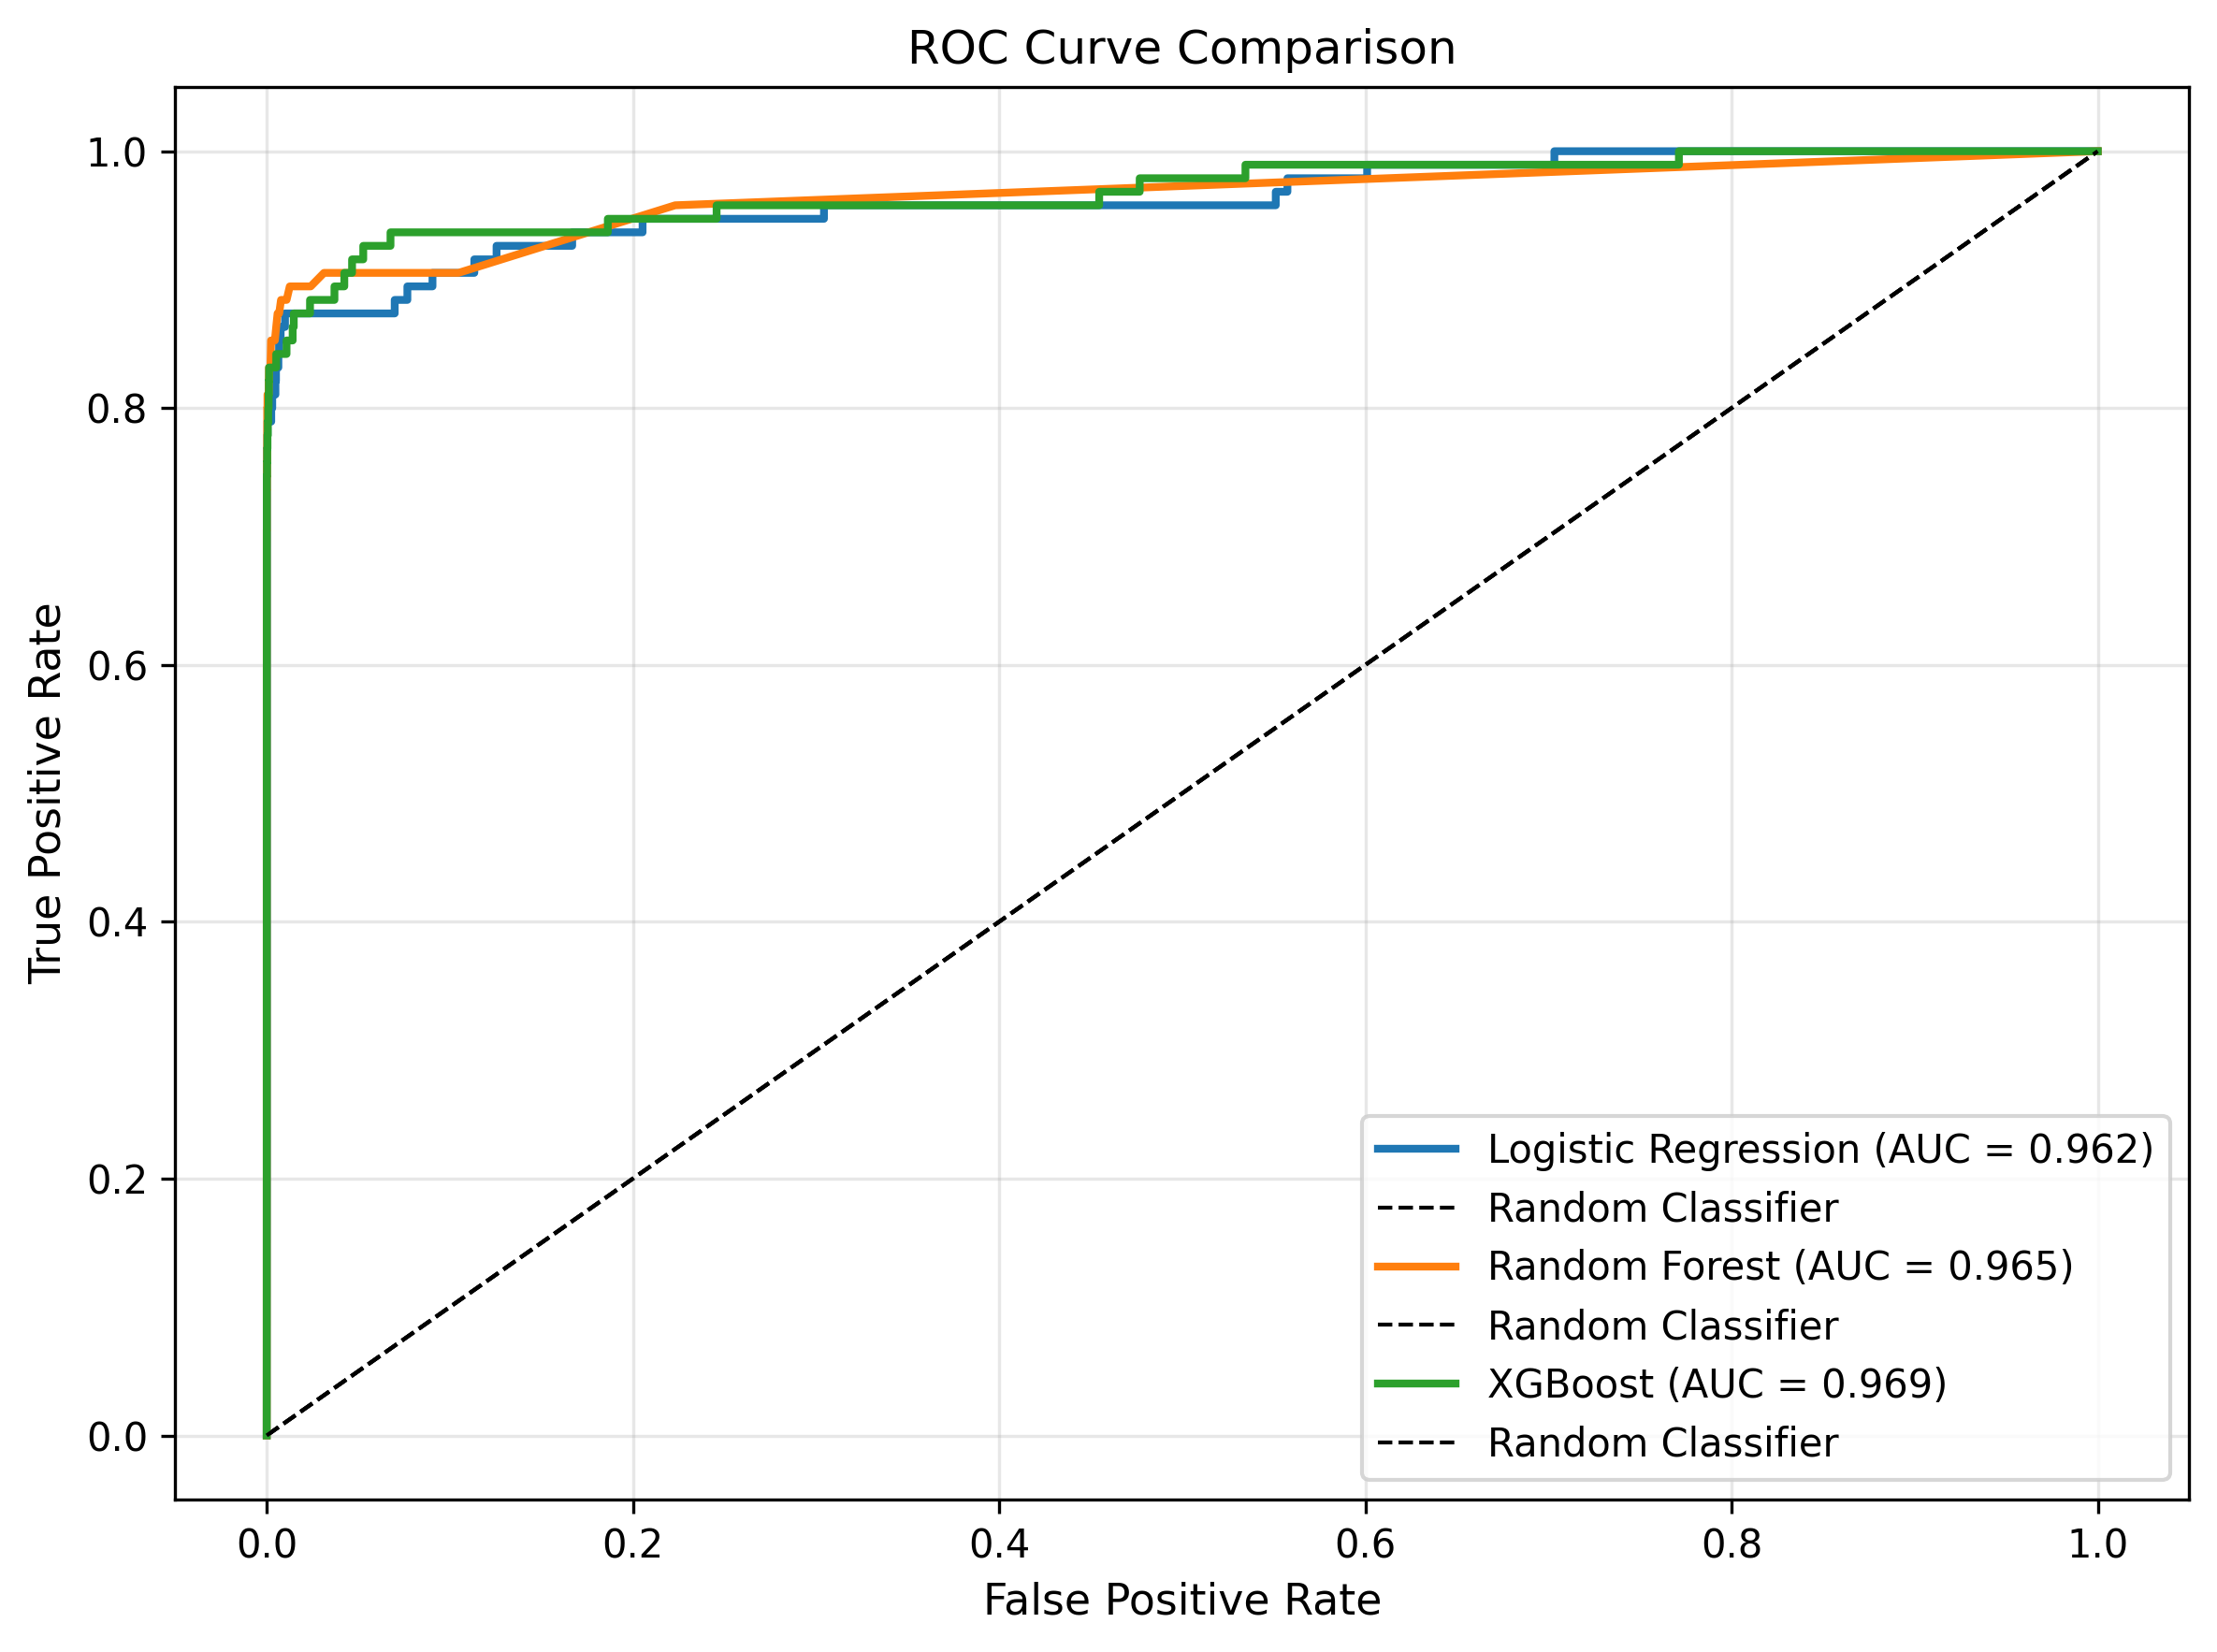 ROC Curve Comparison
True Positive Rate
1.0
0.8
0.6
0.4
0.2
0.0
Logistic Regression (AUC = 0.962)
Random Classifier
Random Forest (AUC = 0.965)
Random Classifier
XGBoost (AUC = 0.969)
Random Classifier
0.0 0.2 0.4 0.6 0.8 1.0
False Positive Rate